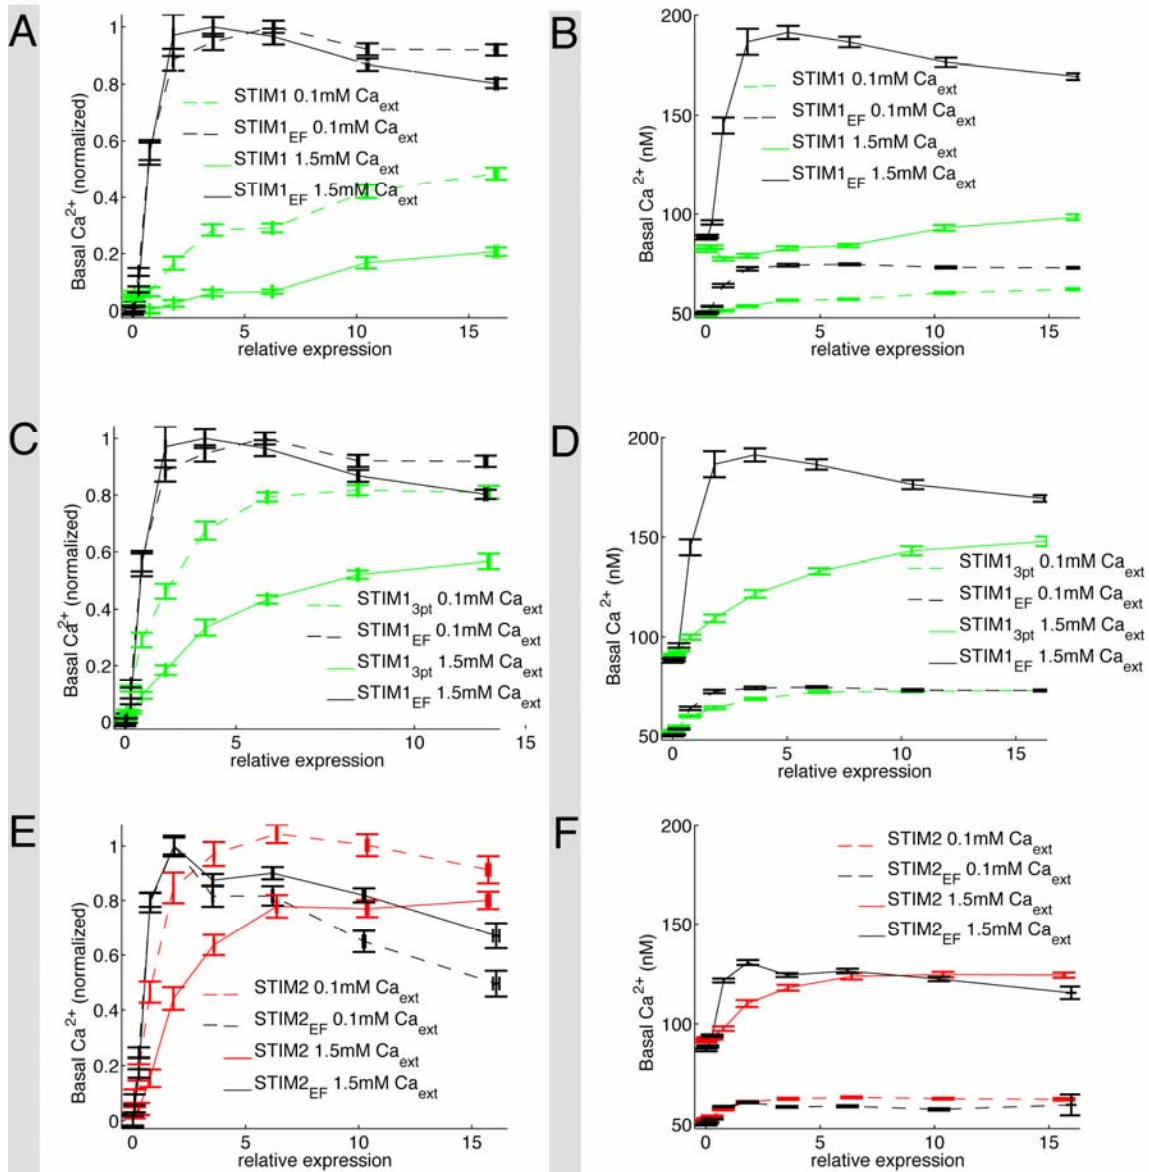 A
Basal Ca2+ (normalized)
1
0.8
0.6
0.4
0.2
0
STIM1 0.1mM Caext
STIM1EF 0.1mM Caext
STIM1 1.5mM Caext
STIM1EF 1.5mM Caext
0 5 10 15
relative expression
B
Basal Ca 2+ (nM)
200
150
100
50
STIM1 0.1mM Caext
STIM1EF 0.1mM Caext
STIM1 1.5mM Caext
STIM1EF 1.5mM Caext
0 5 10 15
relative expression
C
Basal Ca2+ (normalized)
1
0.8
0.6
0.4
0.2
0
STIM13pt 0.1mM Caext
STIM1EF 0.1mM Caext
STIM13pt 1.5mM Caext
STIM1EF 1.5mM Caext
0 5 10 15
relative expression
D
Basal Ca 2+ (nM)
200
150
100
50
STIM13pt 0.1mM Caext
STIM1EF 0.1mM Caext
STIM13pt 1.5mM Caext
STIM1EF 1.5mM Caext
0 5 10 15
relative expression
E
Basal Ca2+ (normalized)
1
0.8
0.6
0.4
0.2
0
STIM2 0.1mM Caext
STIM2EF 0.1mM Caext
STIM2 1.5mM Caext
STIM2EF 1.5mM Caext
0 5 10 15
relative expression
F
Basal Ca2+ (nM)
200
150
100
50
STIM2 0.1mM Caext
STIM2EF 0.1mM Caext
STIM2 1.5mM Caext
STIM2EF 1.5mM Caext
0 5 10 15
relative expression